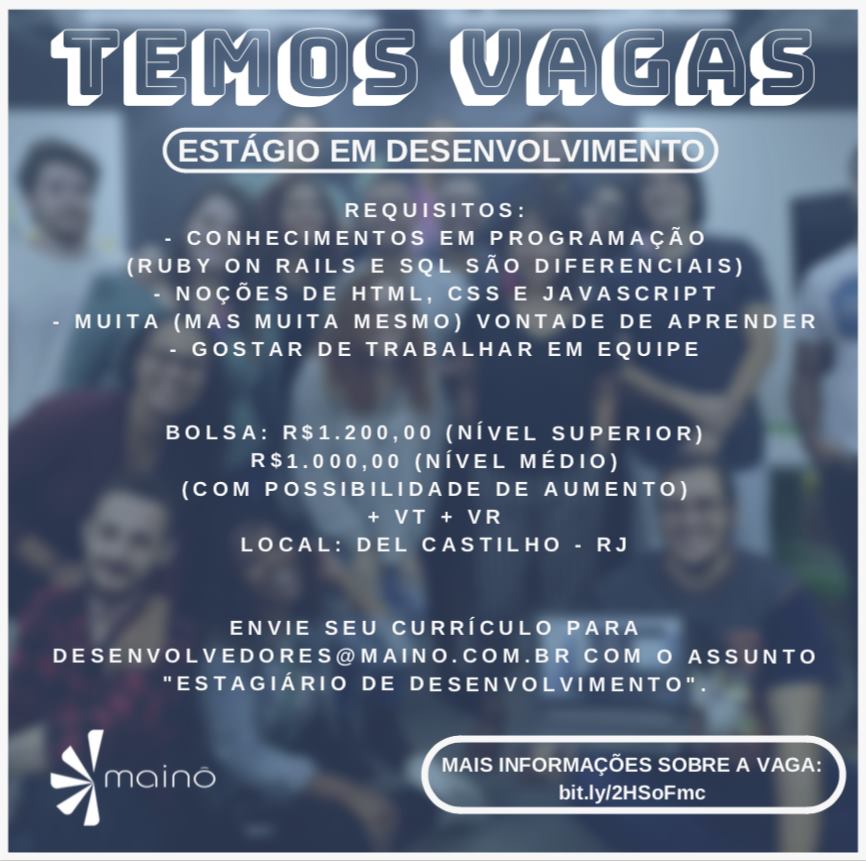 TEMOS VAGAS
ESTÁGIO EM DESENVOLVIMENTO
REQUISITOS:
- CONHECIMENTOS EM PROGRAMAÇÃO
(RUBY ON RAILS E SQL SÃO DIFERENCIAIS)
- NOÇÕES DE HTML, CSS E JAVASCRIPT
- MUITA (MAS MUITA MESMO) VONTADE DE APRENDER
- GOSTAR DE TRABALHAR EM EQUIPE
BOLSA: R$1.200,00 (NÍVEL SUPERIOR)
R$1.000,00 (NÍVEL MÉDIO)
(COM POSSIBILIDADE DE AUMENTO)
+ VT + VR
LOCAL: DEL CASTILHO - RJ
ENVIE SEU CURRÍCULO PARA
DESENVOLVEDORES@MAINO.COM.BR COM O ASSUNTO
"ESTAGIÁRIO DE DESENVOLVIMENTO".
mainô
MAIS INFORMAÇÕES SOBRE A VAGA:
bit.ly/2HSoFmc